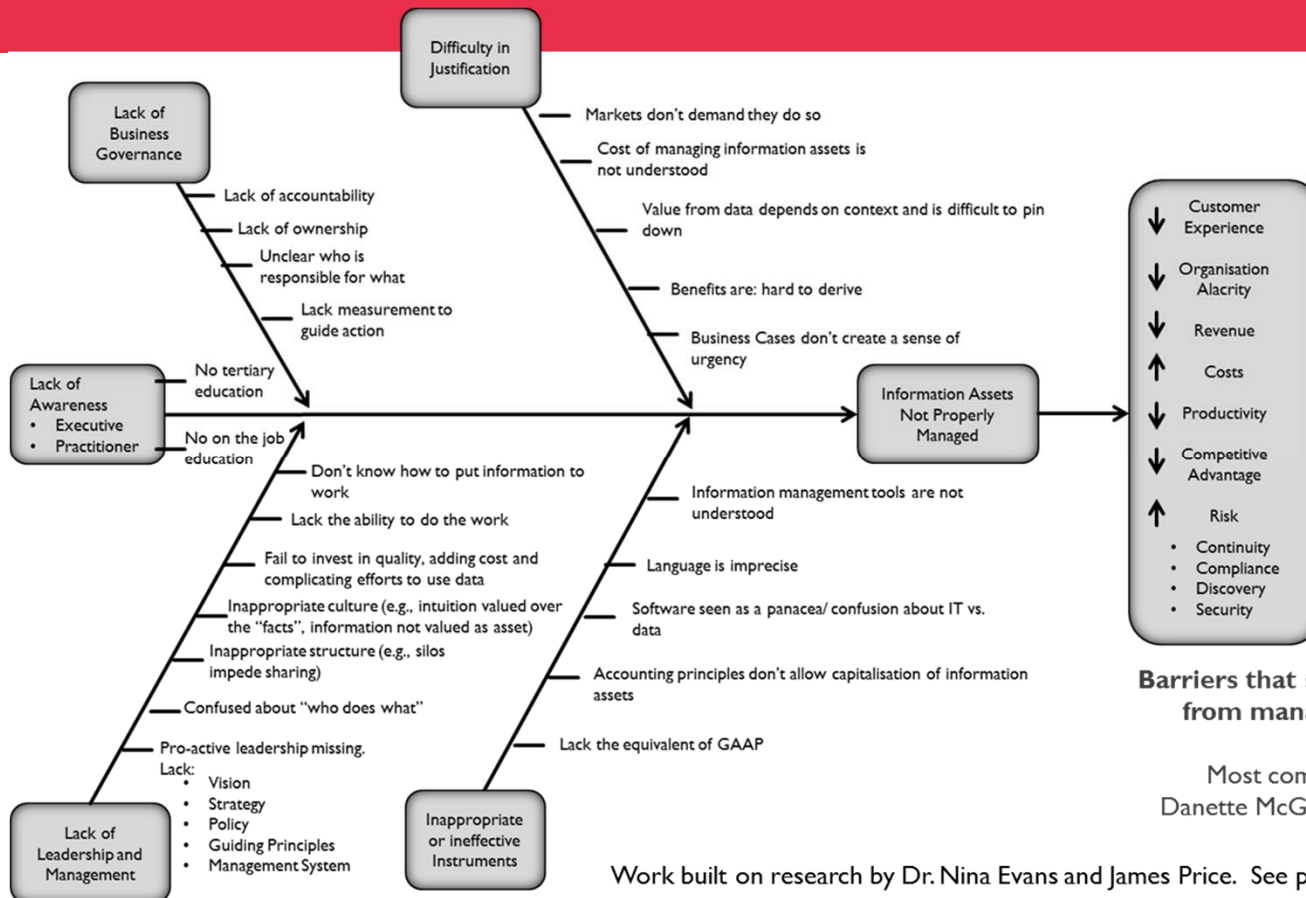 Difficulty in
Justification
Markets don't demand they do so
Cost of managing information assets is
not understood
Value from data depends on context and is difficult to pin
down
Benefits are: hard to derive
Business Cases don't create a sense of
urgency
Lack of
Business
Governance
Lack of accountability
Lack of ownership
Unclear who is
responsible for what
Lack measurement to
guide action
Lack of
Awareness
• Executive
• Practitioner
No tertiary
education
No on the job
education
Information Assets
Not Properly
Managed
Customer
Experience
Organisation
Alacrity
Revenue
Costs
Productivity
Competitive
Advantage
Risk
• Continuity
• Compliance
• Discovery
• Security
Don't know how to put information to
work
Lack the ability to do the work
Fail to invest in quality, adding cost and
complicating efforts to use data
Inappropriate culture (e.g., intuition valued over
the "facts", information not valued as asset)
Inappropriate structure (e.g., silos
impede sharing)
Confused about "who does what"
Pro-active leadership missing.
Lack:
• Vision
• Strategy
• Policy
• Guiding Principles
• Management System
Lack of
Leadership and
Management
Information management tools are not
understood
Language is imprecise
Software seen as a panacea/ confusion about IT vs.
data
Accounting principles don't allow capitalisation of information
assets
Lack the equivalent of GAAP
Inappropriate
or ineffective
Instruments
Barriers that
from
Most
Danette
Work built on research by Dr. Nina Evans and James Price. See